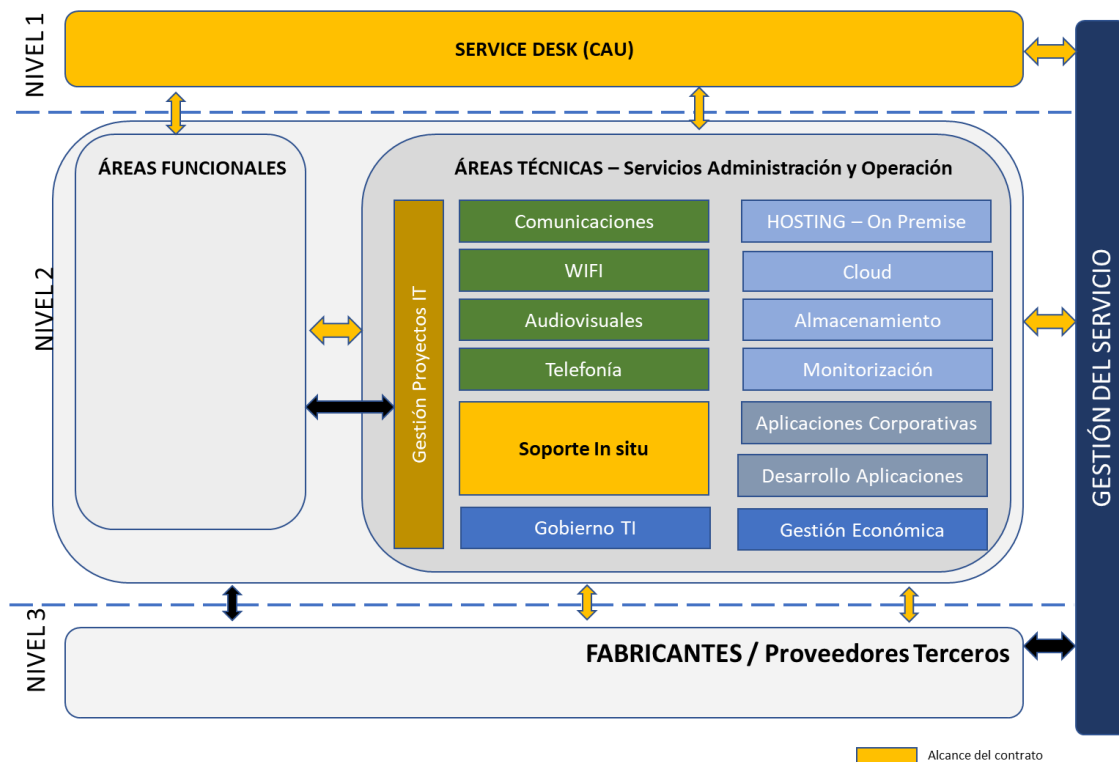 NIVEL 1
SERVICE DESK (CAU)
NIVEL 2
ÁREAS FUNCIONALES
ÁREAS TÉCNICAS – Servicios Administración y Operación
Gestión Proyectos IT
Comunicaciones
HOSTING – On Premise
WIFI
Cloud
Audiovisuales
Almacenamiento
Telefonía
Monitorización
Soporte In situ
Aplicaciones Corporativas
Desarrollo Aplicaciones
Gobierno TI
Gestión Económica
GESTIÓN DEL SERVICIO
NIVEL 3
FABRICANTES / Proveedores Terceros
Alcance del contrato